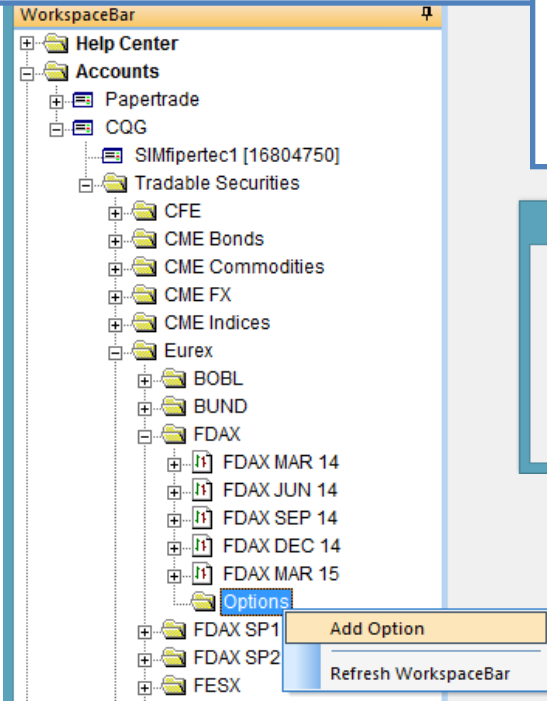 WorkspaceBar
Help Center
Accounts
Papertrade
CQG
SIMfipertec1 [16804750]
Tradable Securities
CFE
CME Bonds
CME Commodities
CME FX
CME Indices
Eurex
BOBL
BUND
FDAX
FDAX MAR 14
FDAX JUN 14
FDAX SEP 14
FDAX DEC 14
FDAX MAR 15
Options
FDAX SP1
Add Option
FDAX SP2
Refresh WorkspaceBar
FESX